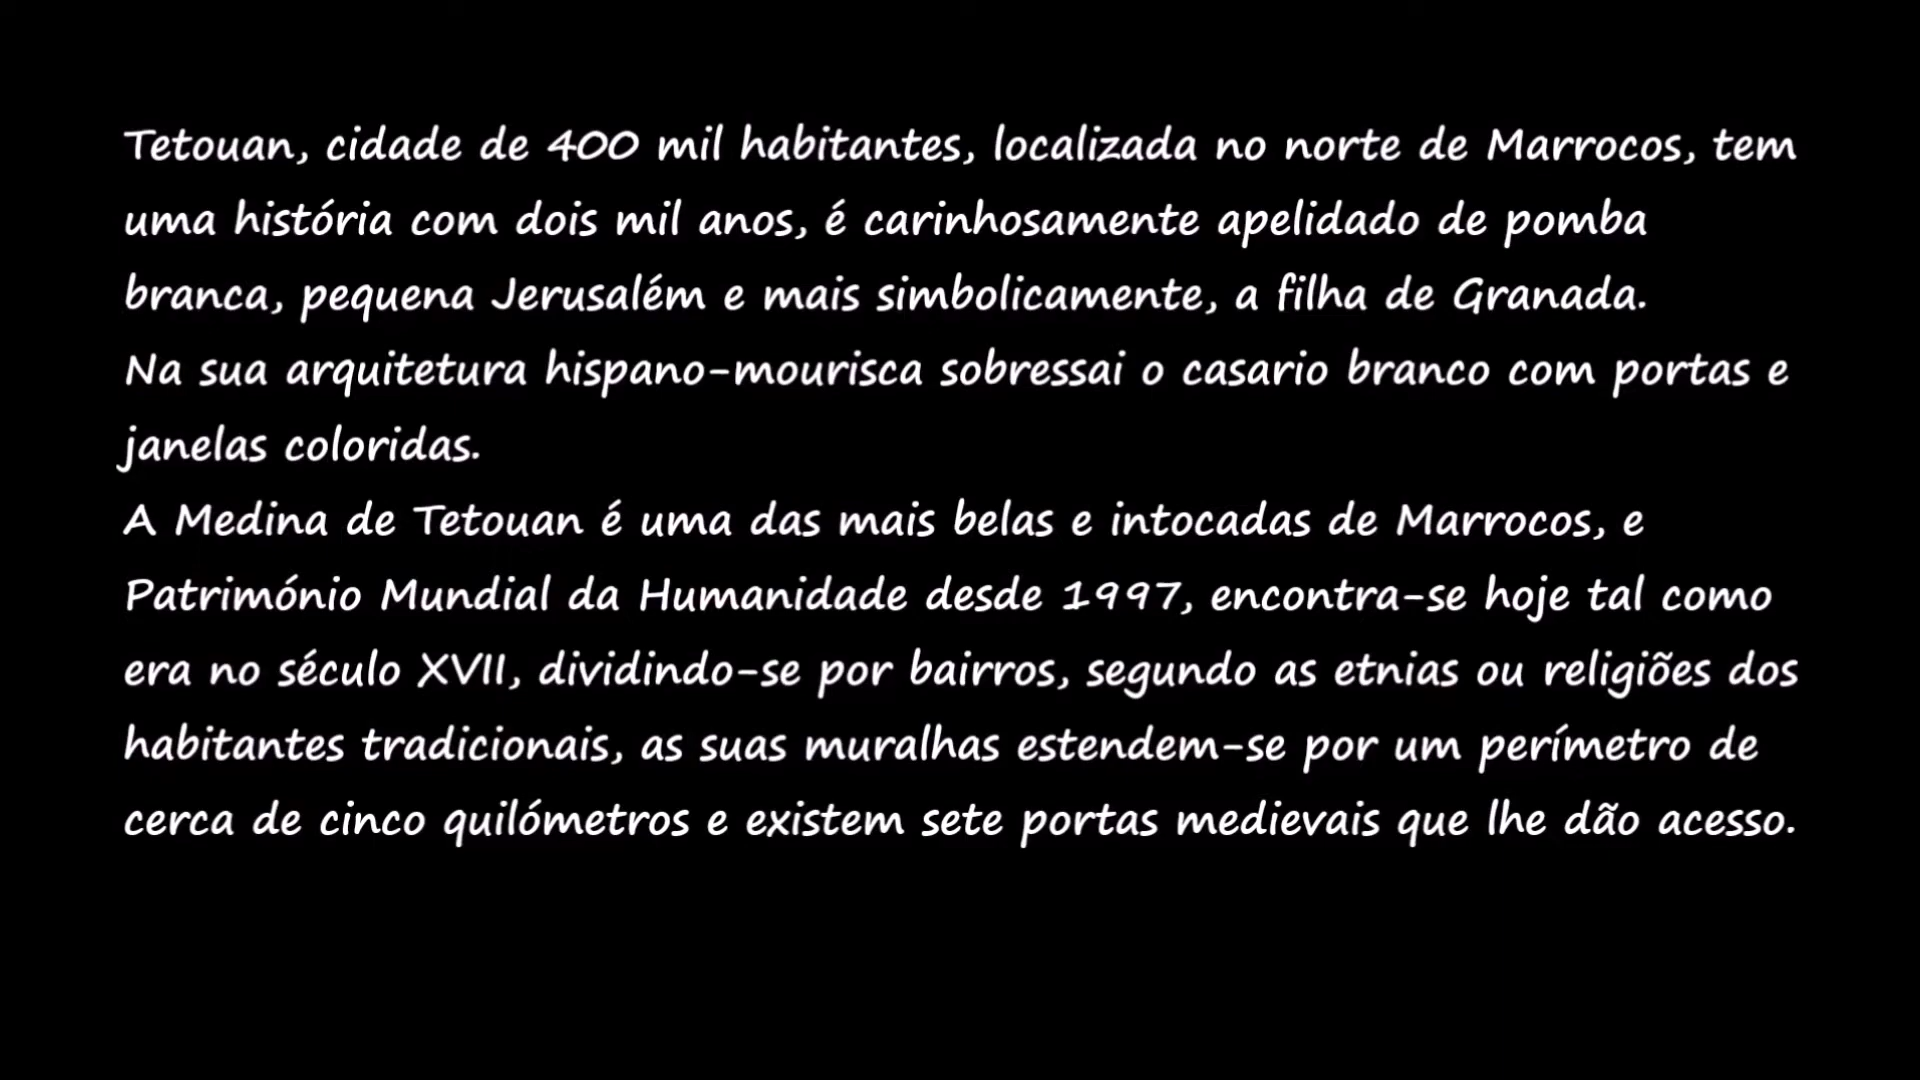 Tetouan, cidade de 400 mil habitantes, localizada no norte de Marrocos, tem
uma história com dois mil anos, é carinhosamente apelidado de pomba
branca, pequena Jerusalém e mais simbolicamente, a filha de Granada.
Na sua arquitetura hispano-mourisca sobressai o casario branco com portas e
janelas coloridas.
A Medina de Tetouan é uma das mais belas e intocadas de Marrocos, e
Património Mundial da Humanidade desde 1997, encontra-se hoje tal como
era no século XVII, dividindo-se por bairros, segundo as etnias ou religiões dos
habitantes tradicionais, as suas muralhas estendem-se por um perímetro de
cerca de cinco quilómetros e existem sete portas medievais que lhe dão acesso.